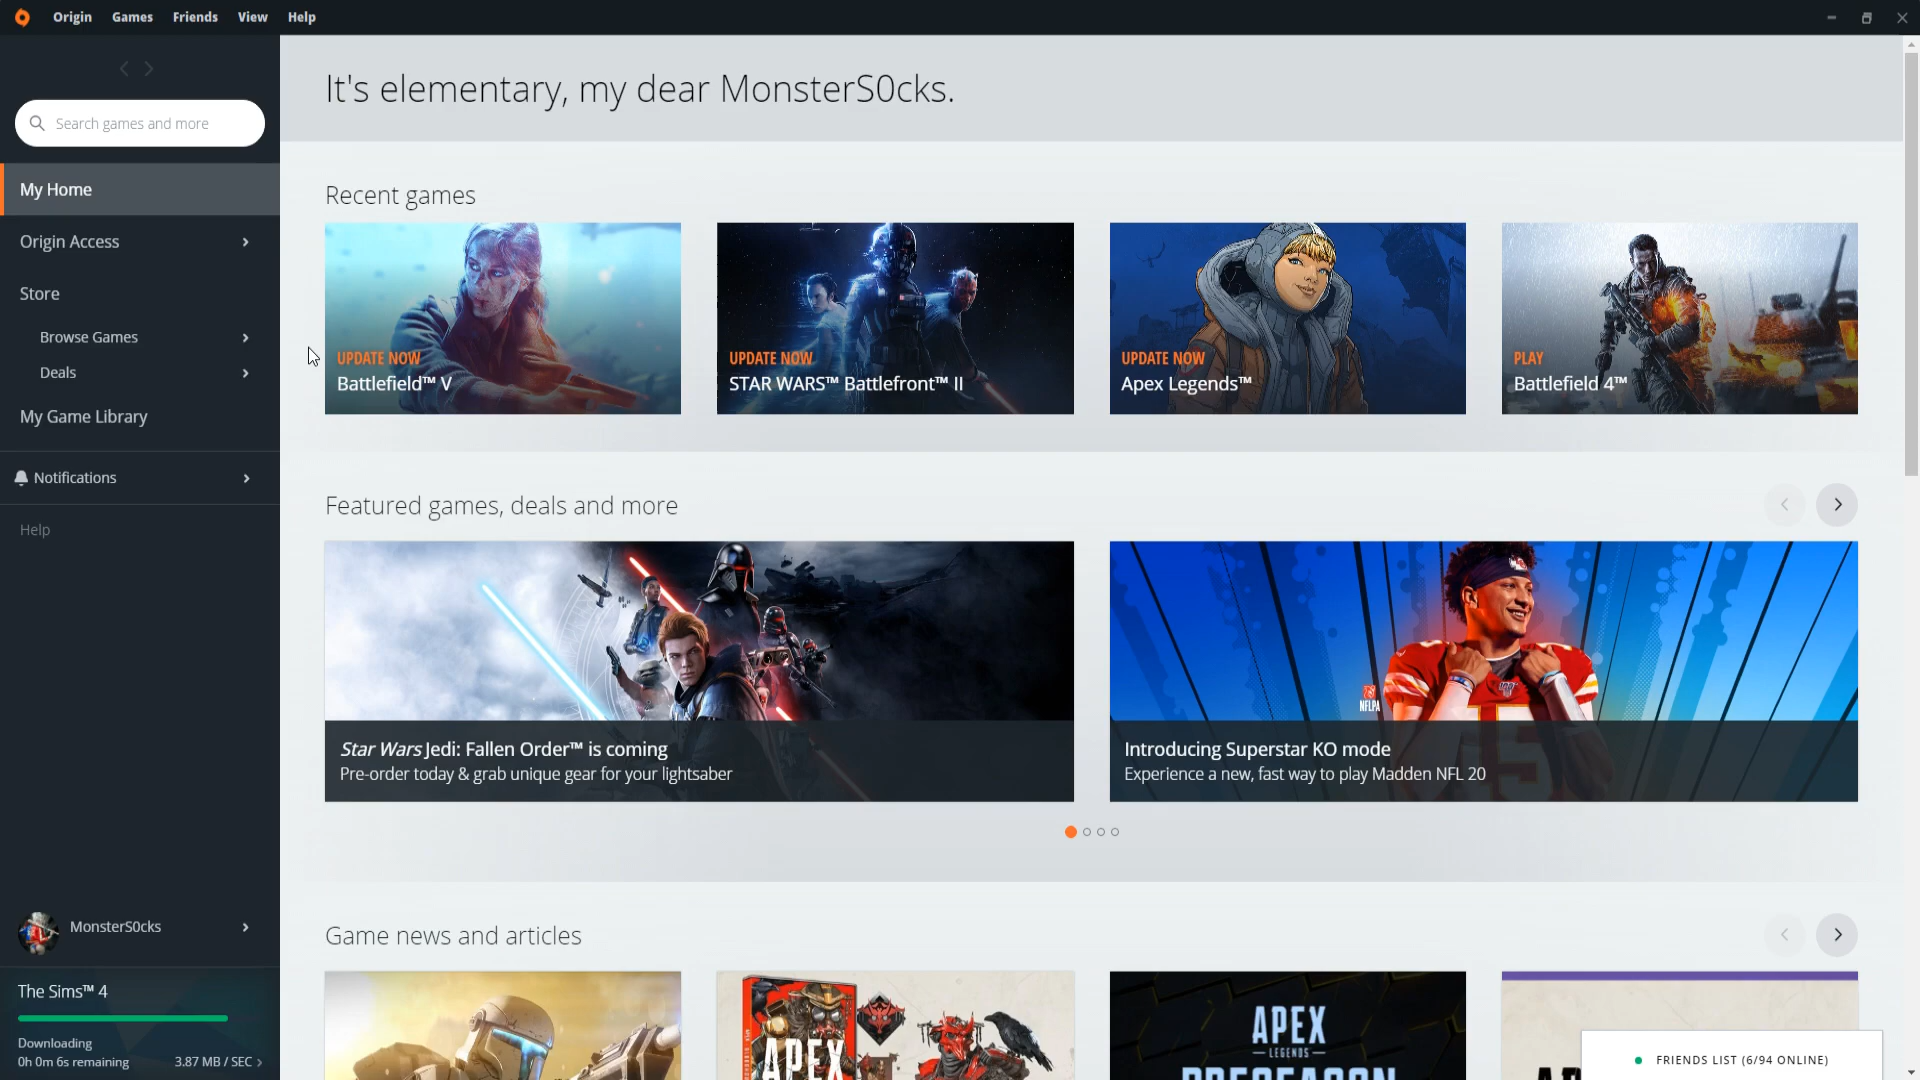 Origin Games Friends View Help
Search games and more
My Home
Origin Access
Store
Browse Games
Deals
My Game Library
Notifications
Help
MonsterS0cks
The Sims™ 4
Downloading
0h 0m 6s remaining 3.87 MB / SEC
It's elementary, my dear MonsterS0cks.
Recent games
UPDATE NOW
Battlefield™ V
UPDATE NOW
STAR WARS™ Battlefront™ II
UPDATE NOW
Apex Legends™
PLAY
Battlefield 4™
Featured games, deals and more
Star Wars Jedi: Fallen Order™ is coming
Pre-order today & grab unique gear for your lightsaber
NFLPA
15
Introducing Superstar KO mode
Experience a new, fast way to play Madden NFL 20
Game news and articles
APEX
APEX
LEGENDS
PRESEASON
FRIENDS LIST (6/94 ONLINE)